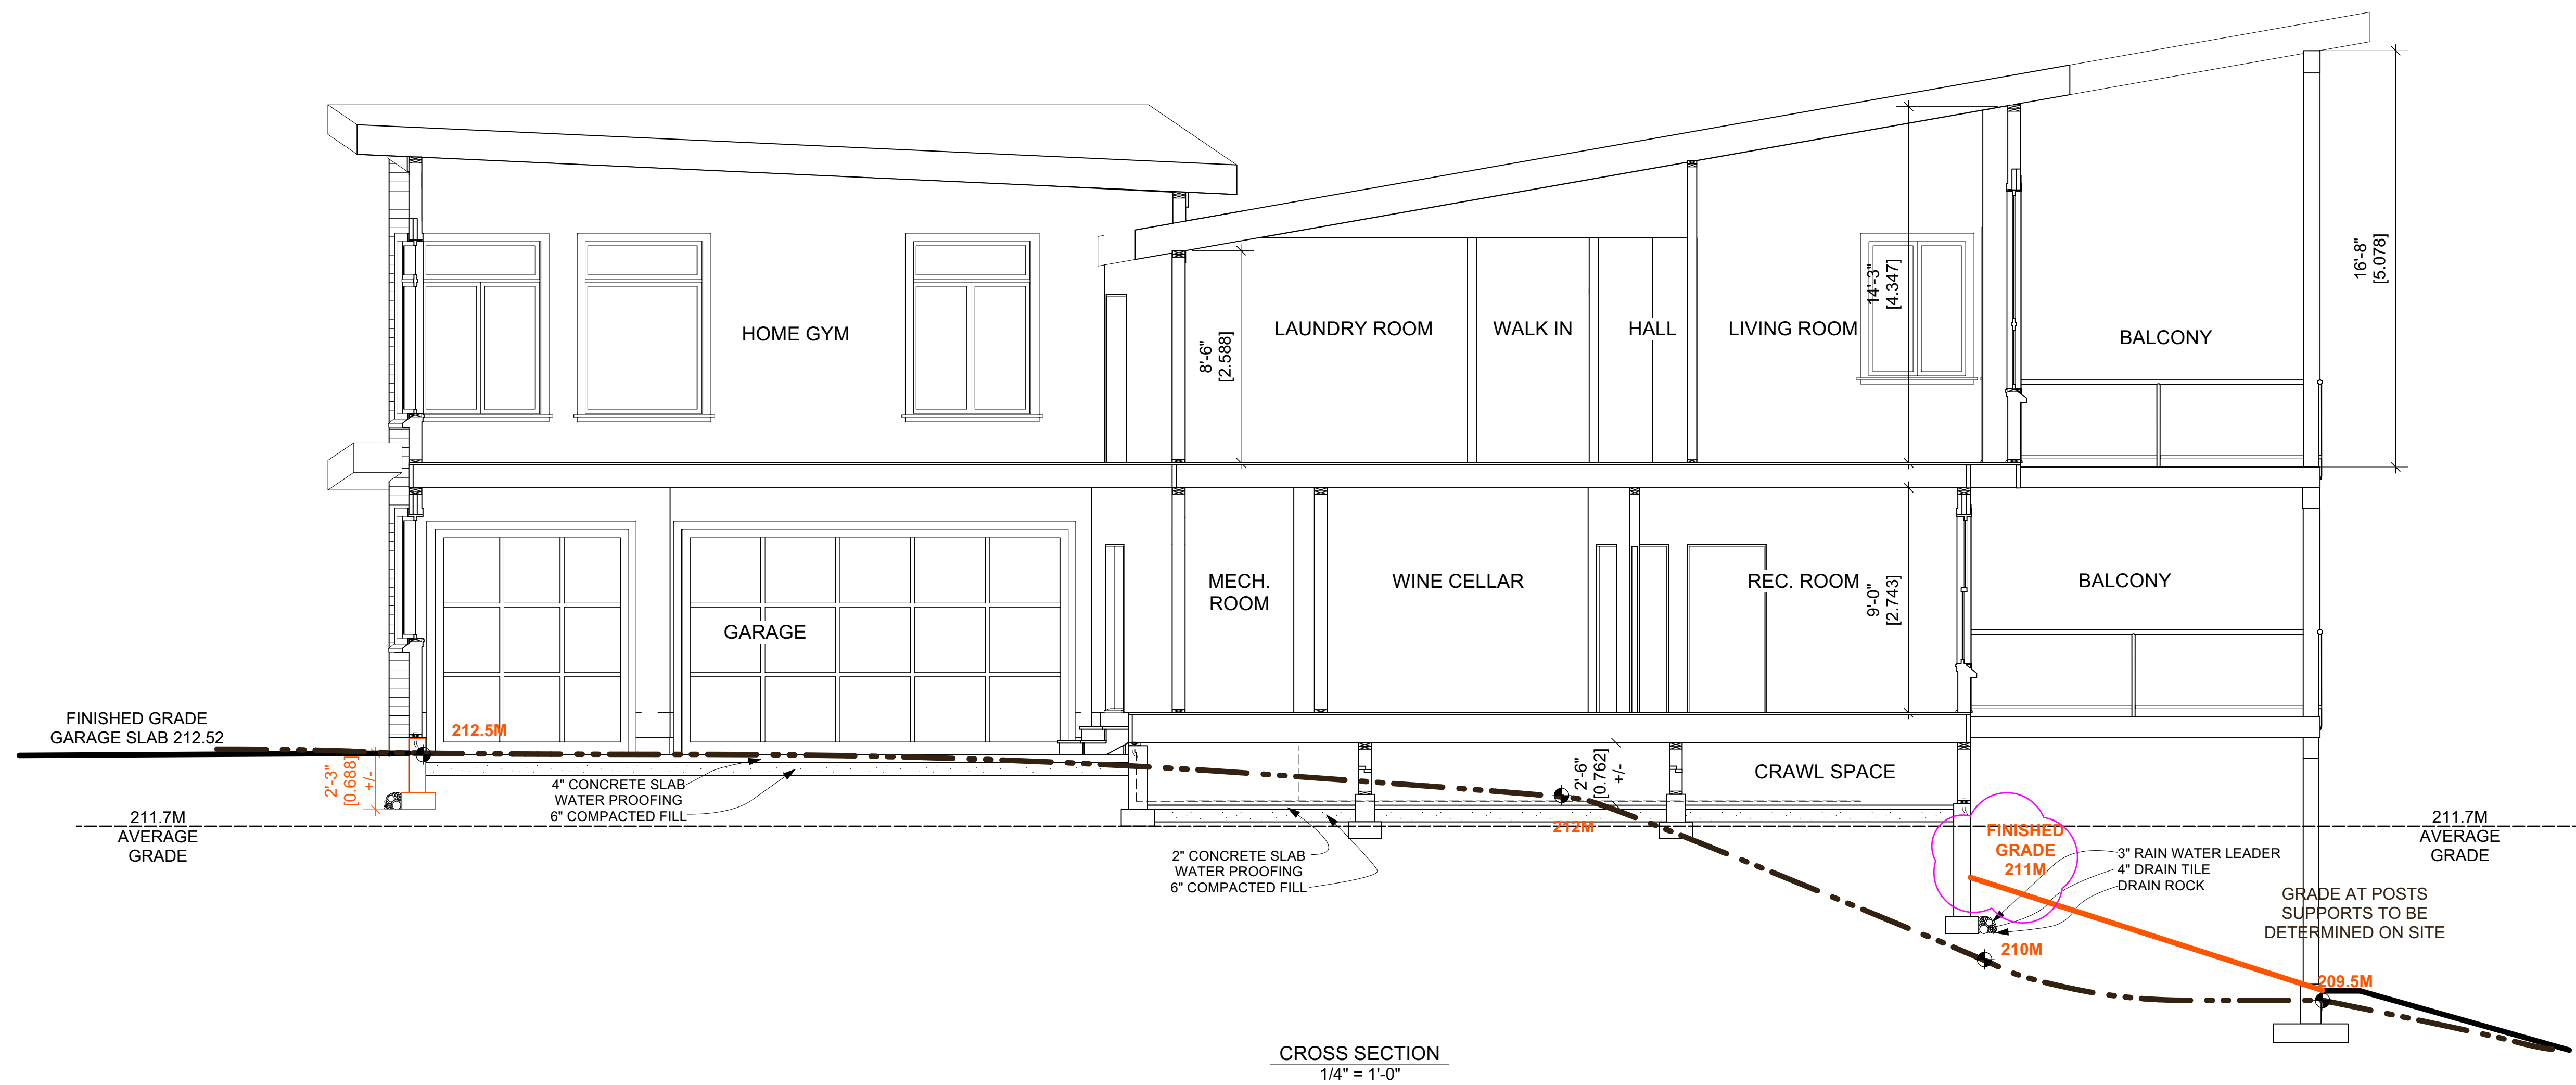 16'-8"
[5.078]
14'-3"
[4.347]
8'-6"
[2.588]
HOME GYM
LAUNDRY ROOM
WALK IN
HALL
LIVING ROOM
BALCONY
MECH.
ROOM
WINE CELLAR
REC. ROOM
9'-0"
[2.743]
BALCONY
GARAGE
FINISHED GRADE
GARAGE SLAB 212.52
212.5M
2'-3"
[0.688]
+/-
4" CONCRETE SLAB
WATER PROOFING
6" COMPACTED FILL
2'-6"
[0.762]
+/-
CRAWL SPACE
211.7M
AVERAGE
GRADE
212M
FINISHED
GRADE
211M
211.7M
AVERAGE
GRADE
2" CONCRETE SLAB
WATER PROOFING
6" COMPACTED FILL
3" RAIN WATER LEADER
4" DRAIN TILE
DRAIN ROCK
GRADE AT POSTS
SUPPORTS TO BE
DETERMINED ON SITE
210M
209.5M
CROSS SECTION
1/4" = 1'-0"